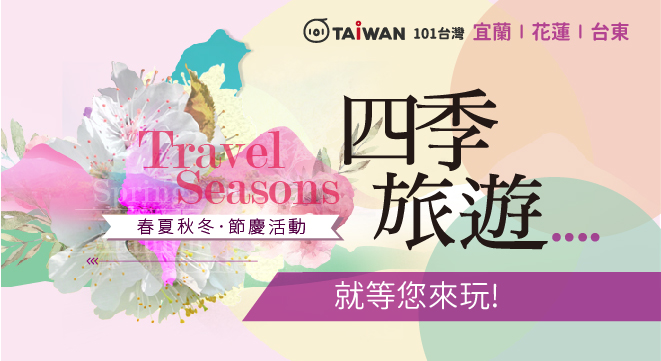 101 TAiWAN 101台灣 宜蘭 | 花蓮 | 台東
四季
旅遊....
Travel
Spring
Seasons
春夏秋冬·節慶活動
就等您來玩!